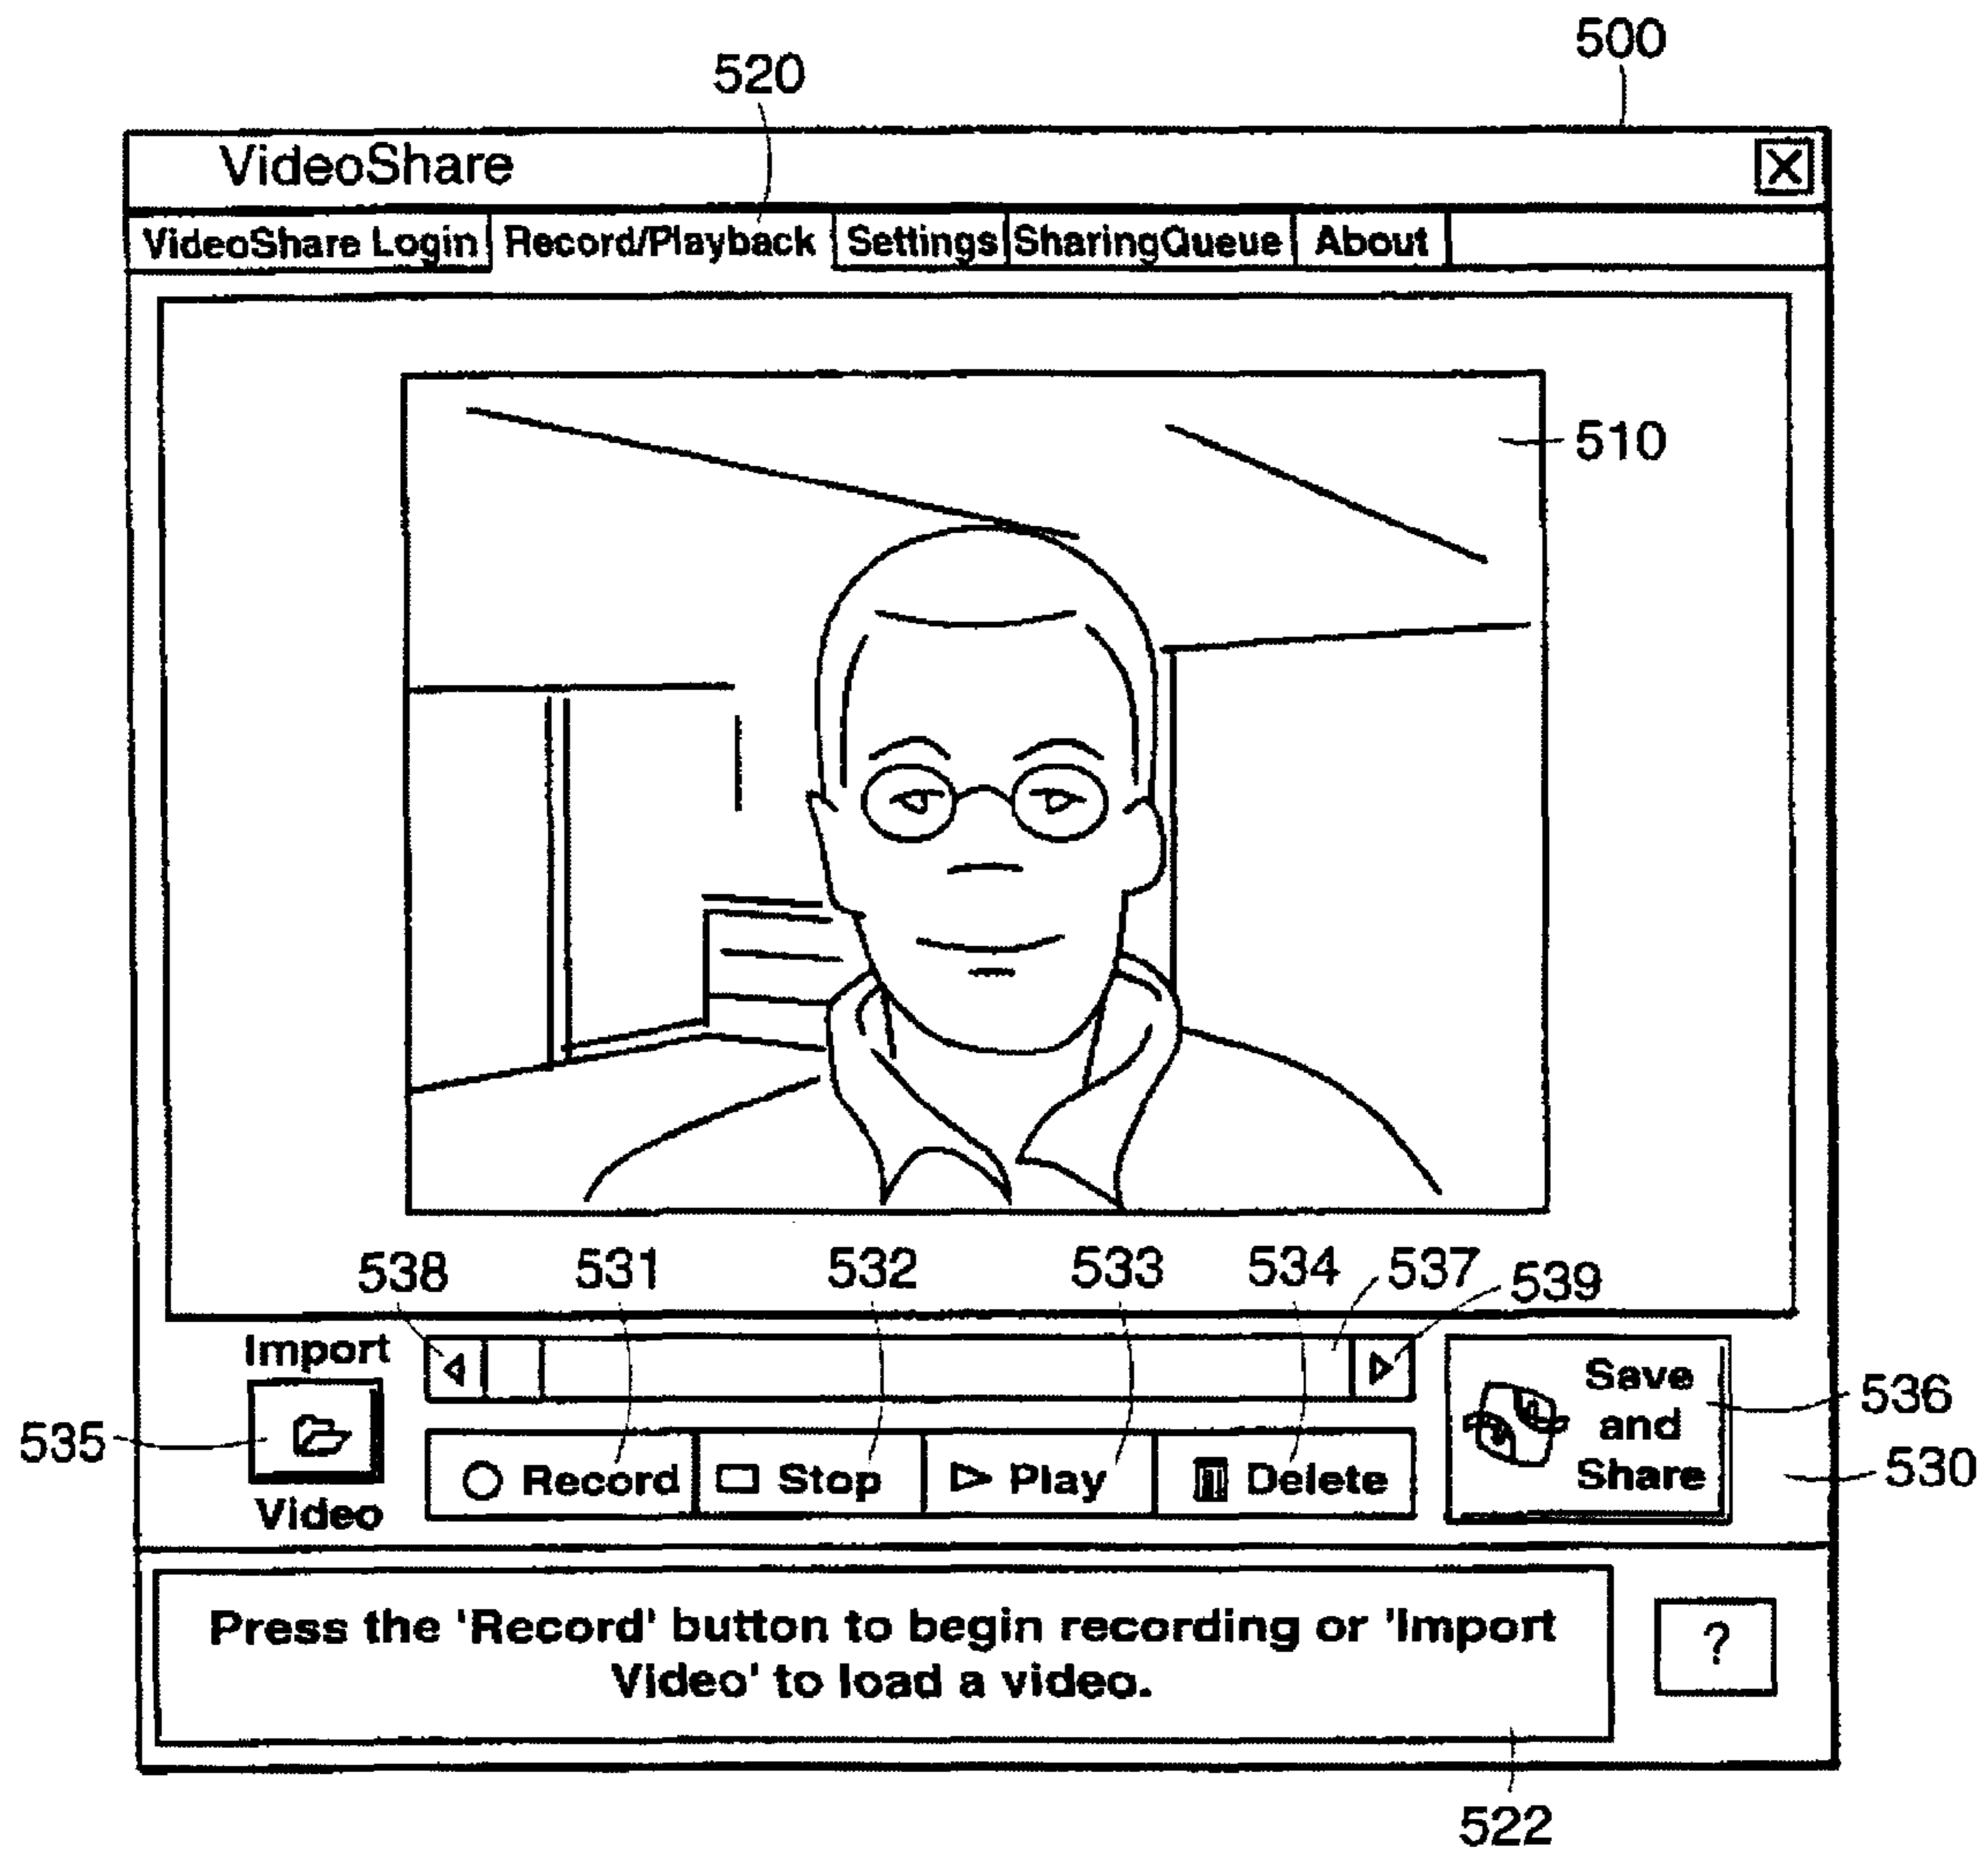 500
520
VideoShare
VideoShare Login Record/Playback Settings SharingQueue About
510
538 531 532 533 534 537 539
Import
Video
535
Record Stop Play Delete
Save
and
Share
536
530
Press the 'Record' button to begin recording or 'Import
Video' to load a video.
?
522